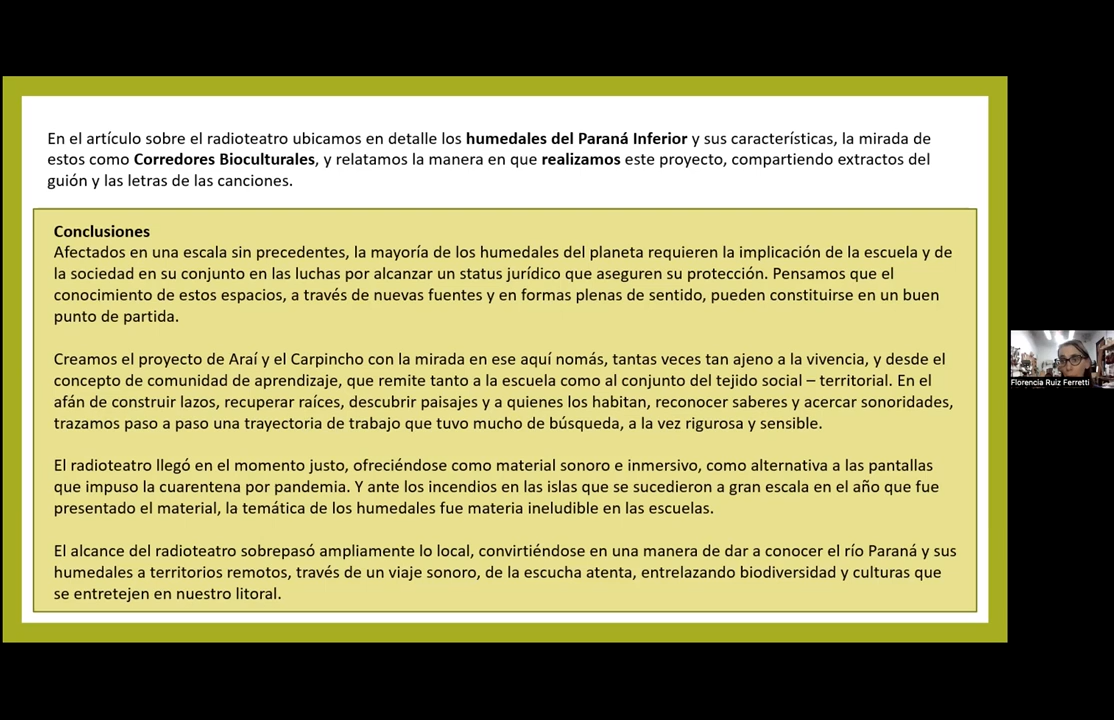 En el artículo sobre el radioteatro ubicamos en detalle los humedales del Paraná Inferior y sus características, la mirada de
estos como Corredores Bioculturales, y relatamos la manera en que realizamos este proyecto, compartiendo extractos del
guión y las letras de las canciones.
Conclusiones
Afectados en una escala sin precedentes, la mayoría de los humedales del planeta requieren la implicación de la escuela y de
la sociedad en su conjunto en las luchas por alcanzar un status jurídico que aseguren su protección. Pensamos que el
conocimiento de estos espacios, a través de nuevas fuentes y en formas plenas de sentido, pueden constituirse en un buen
punto de partida.
Creamos el proyecto de Araí y el Carpincho con la mirada en ese aquí nomás, tantas veces tan ajeno a la vivencia, y desde el
concepto de comunidad de aprendizaje, que remite tanto a la escuela como al conjunto del tejido social – territorial. En el
afán de construir lazos, recuperar raíces, descubrir paisajes y a quienes los habitan, reconocer saberes y acercar sonoridades,
trazamos paso a paso una trayectoria de trabajo que tuvo mucho de búsqueda, a la vez rigurosa y sensible.
El radioteatro llegó en el momento justo, ofreciéndose como material sonoro e inmersivo, como alternativa a las pantallas
que impuso la cuarentena por pandemia. Y ante los incendios en las islas que se sucedieron a gran escala en el año que fue
presentado el material, la temática de los humedales fue materia ineludible en las escuelas.
El alcance del radioteatro sobrepasó ampliamente lo local, convirtiéndose en una manera de dar a conocer el río Paraná y sus
humedales a territorios remotos, través de un viaje sonoro, de la escucha atenta, entrelazando biodiversidad y culturas que
se entretejen en nuestro litoral.
Florencia Ruiz Ferretti